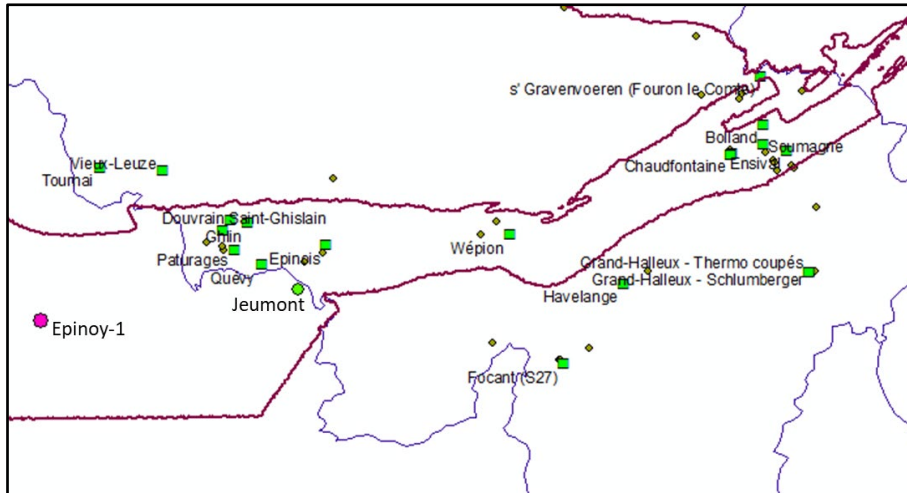 s' Gravenvoeren (Fouron le Comte)
Bolland
Soumagne
Chaudfontaine
Ensival
Vieux-Leuze
Tournai
Douvrain
Saint-Ghislain
Ghlin
Wépion
Paturages
Epinois
Quévy
Grand-Halleux - Thermo coupés
Grand-Halleux - Schlumberger
Havelange
Jeumont
Epinoy-1
Focant (S27)